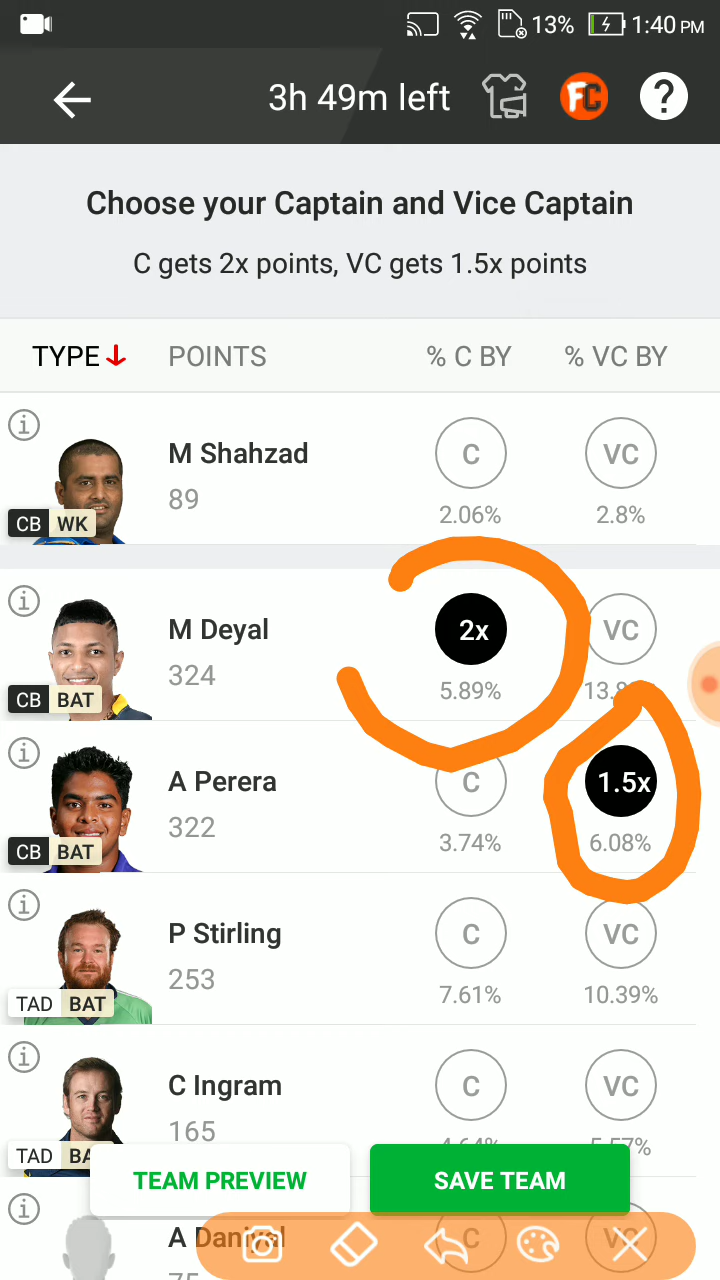 13% 1:40 PM
3h 49m left FC ?
Choose your Captain and Vice Captain
C gets 2x points, VC gets 1.5x points
TYPE POINTS % C BY % VC BY
M Shahzad C VC
89
CB WK 2.06% 2.8%
M Deyal 2x VC
324
CB BAT 5.89%
A Perera C 1.5x
322
CB BAT 3.74% 6.08%
P Stirling C VC
253
TAD BAT 7.61% 10.39%
C Ingram C VC
165
TAD
TEAM PREVIEW SAVE TEAM
A Daniyal C VC